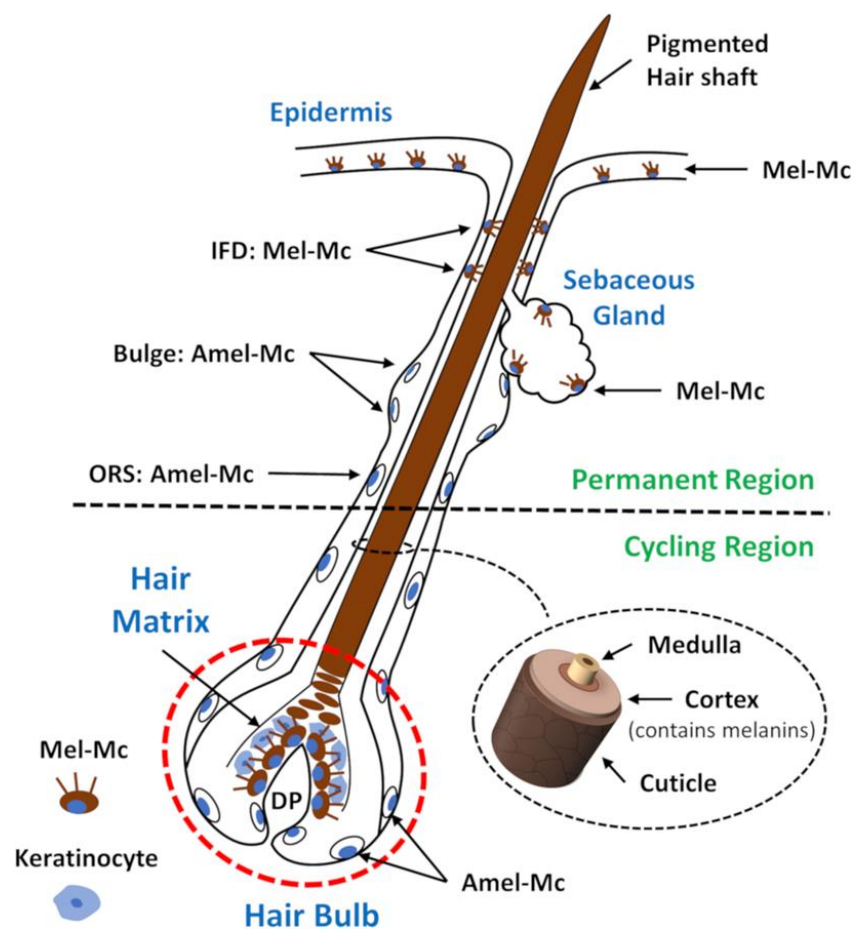 Pigmented
Hair shaft
Epidermis
Mel-Mc
IFD: Mel-Mc
Sebaceous
Gland
Bulge: Amel-Mc
Mel-Mc
ORS: Amel-Mc
Permanent Region
Cycling Region
Hair
Matrix
Medulla
Cortex
(contains melanins)
Cuticle
Mel-Mc
DP
Keratinocyte
Amel-Mc
Hair Bulb